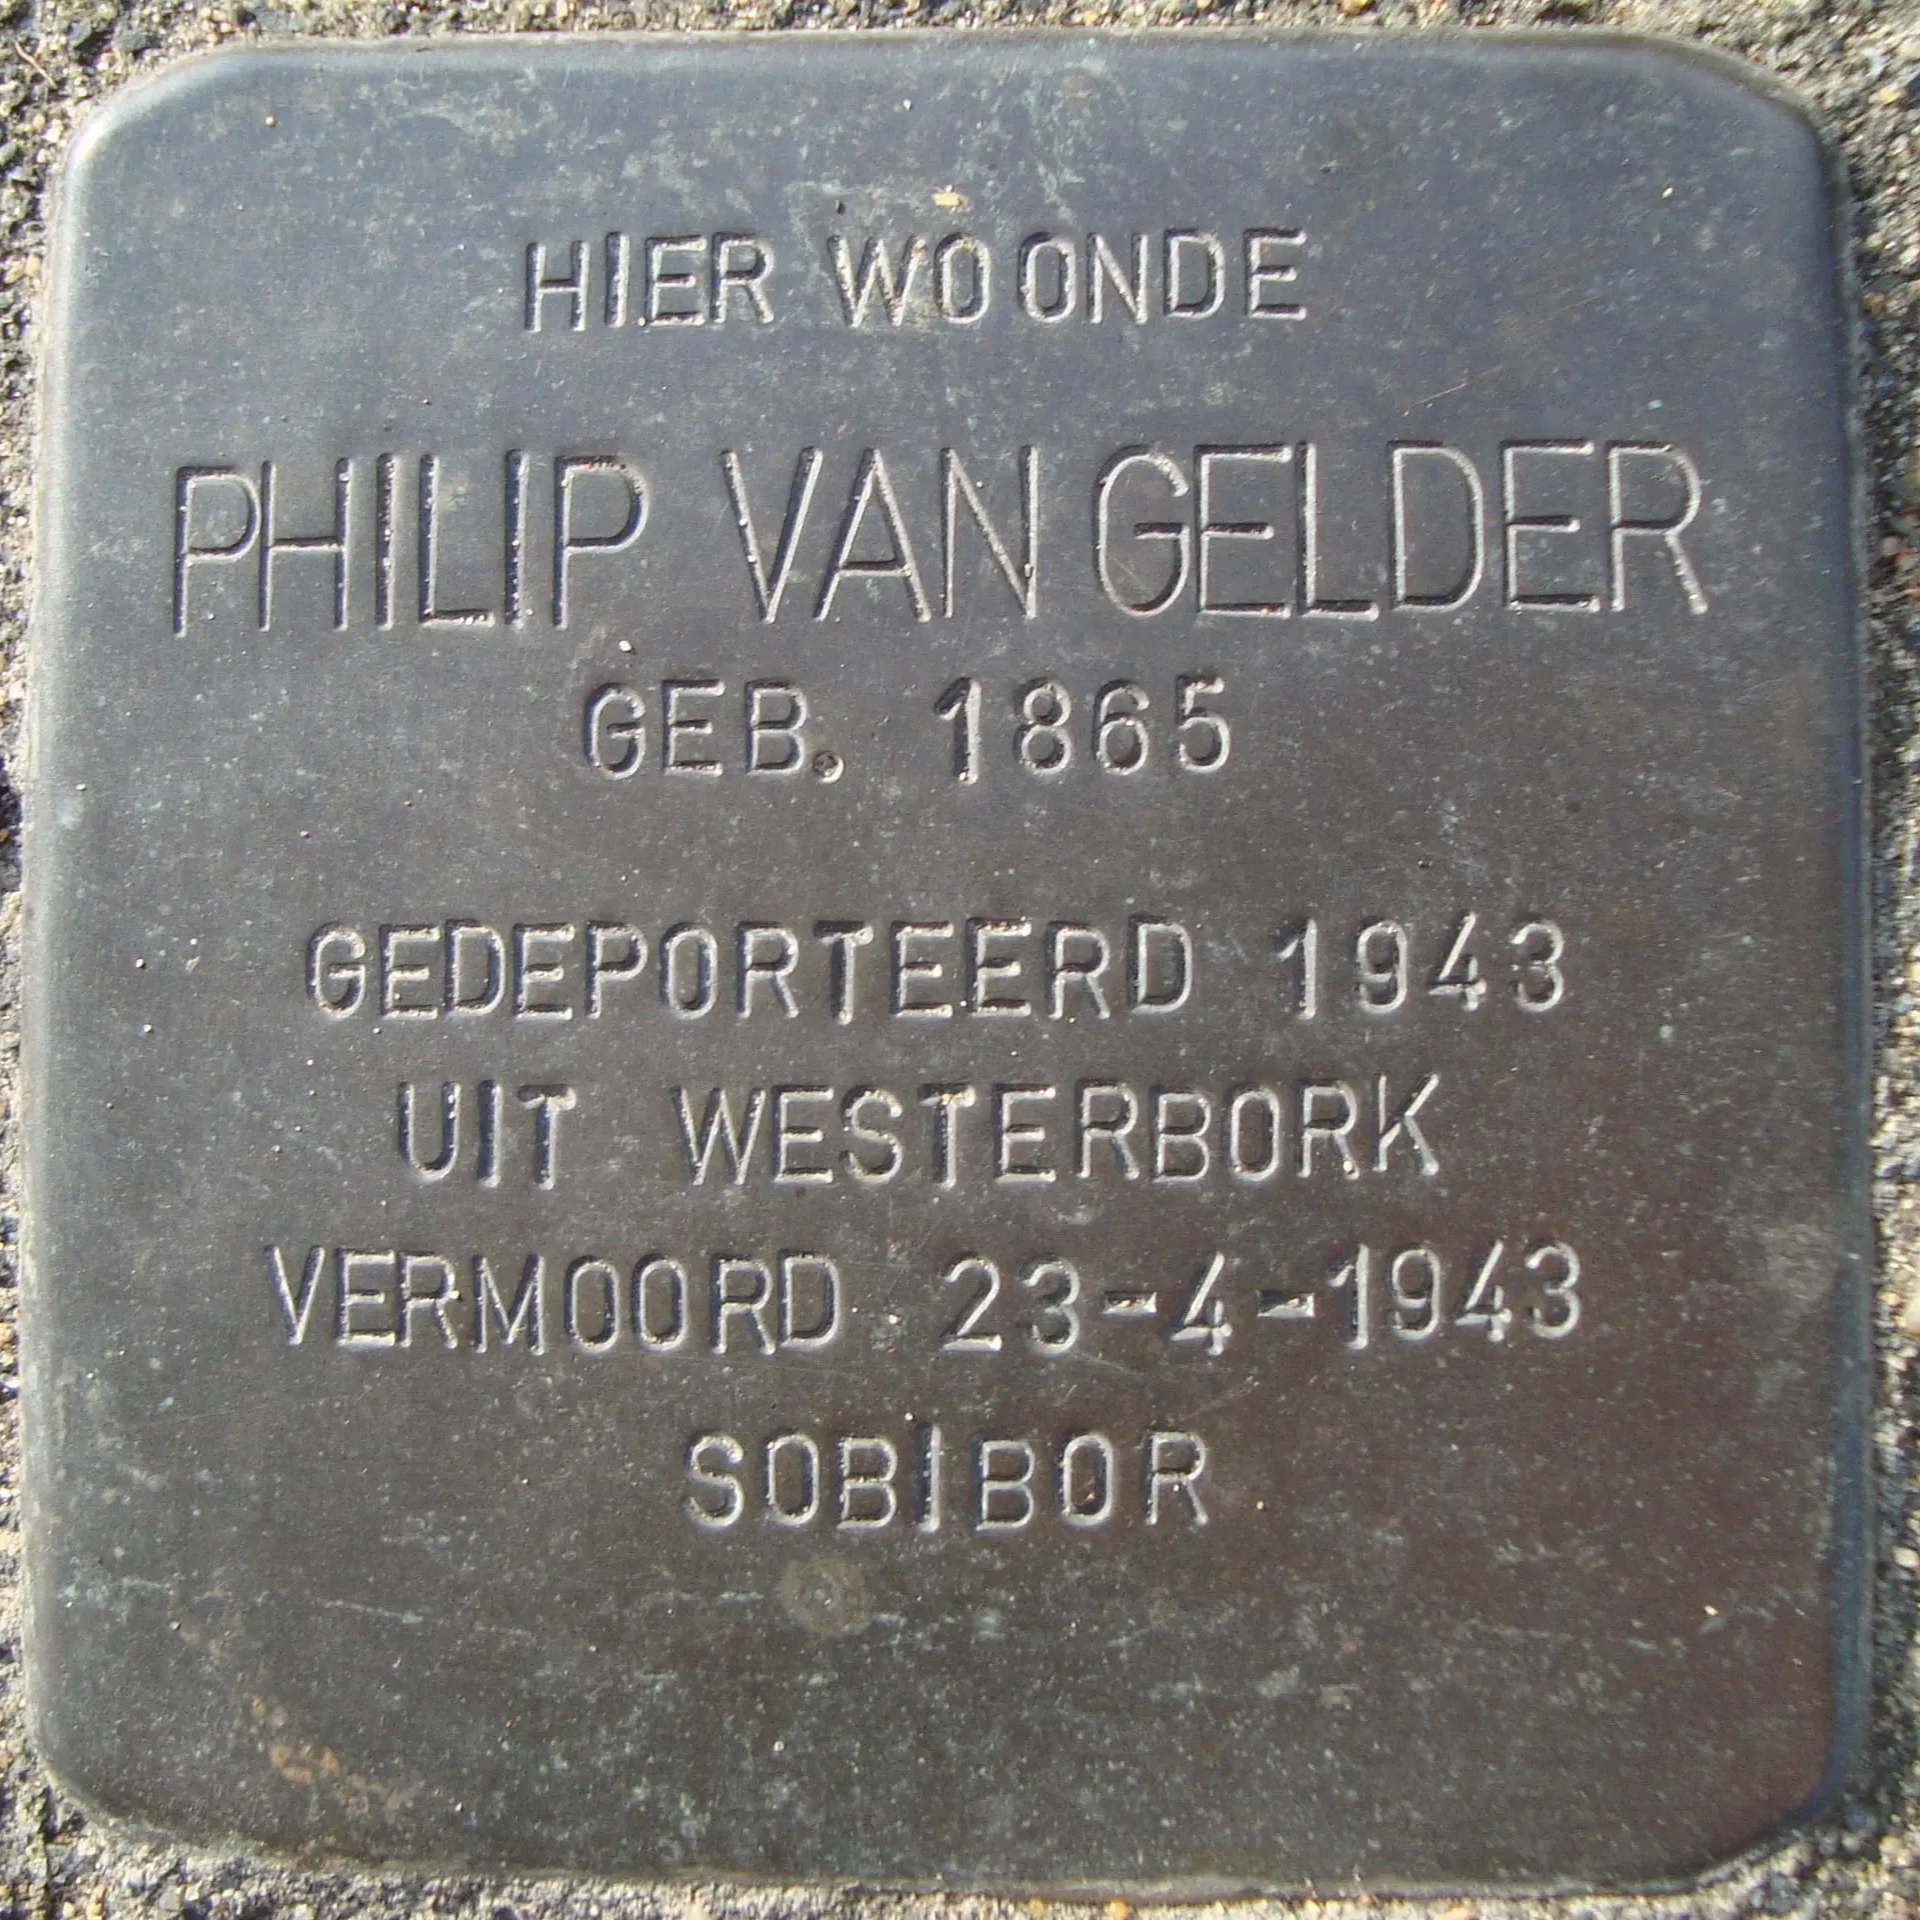 HIER WOONDE
PHILIP VAN GELDER
GEB. 1865
GEDEPORTEERD 1943
UIT WESTERBORK
VERMOORD 23-4-1943
SOBIBOR